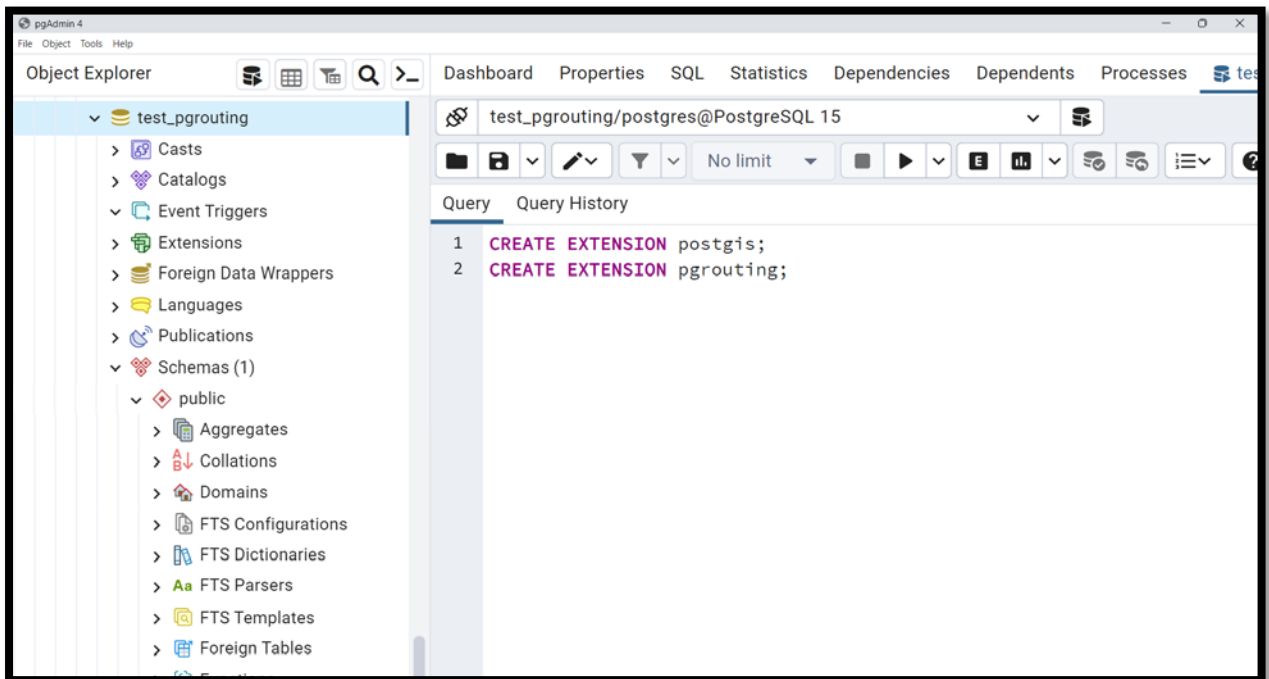 pgAdmin 4
File Object Tools Help
Object Explorer
Dashboard Properties SQL Statistics Dependencies Dependents Processes
test_pgrouting
test_pgrouting/postgres@PostgreSQL 15
Casts
No limit
Catalogs
Event Triggers
Query Query History
Extensions
1 CREATE EXTENSION postgis;
2 CREATE EXTENSION pgrouting;
Foreign Data Wrappers
Languages
Publications
Schemas (1)
public
Aggregates
Collations
Domains
FTS Configurations
FTS Dictionaries
Aa FTS Parsers
FTS Templates
Foreign Tables